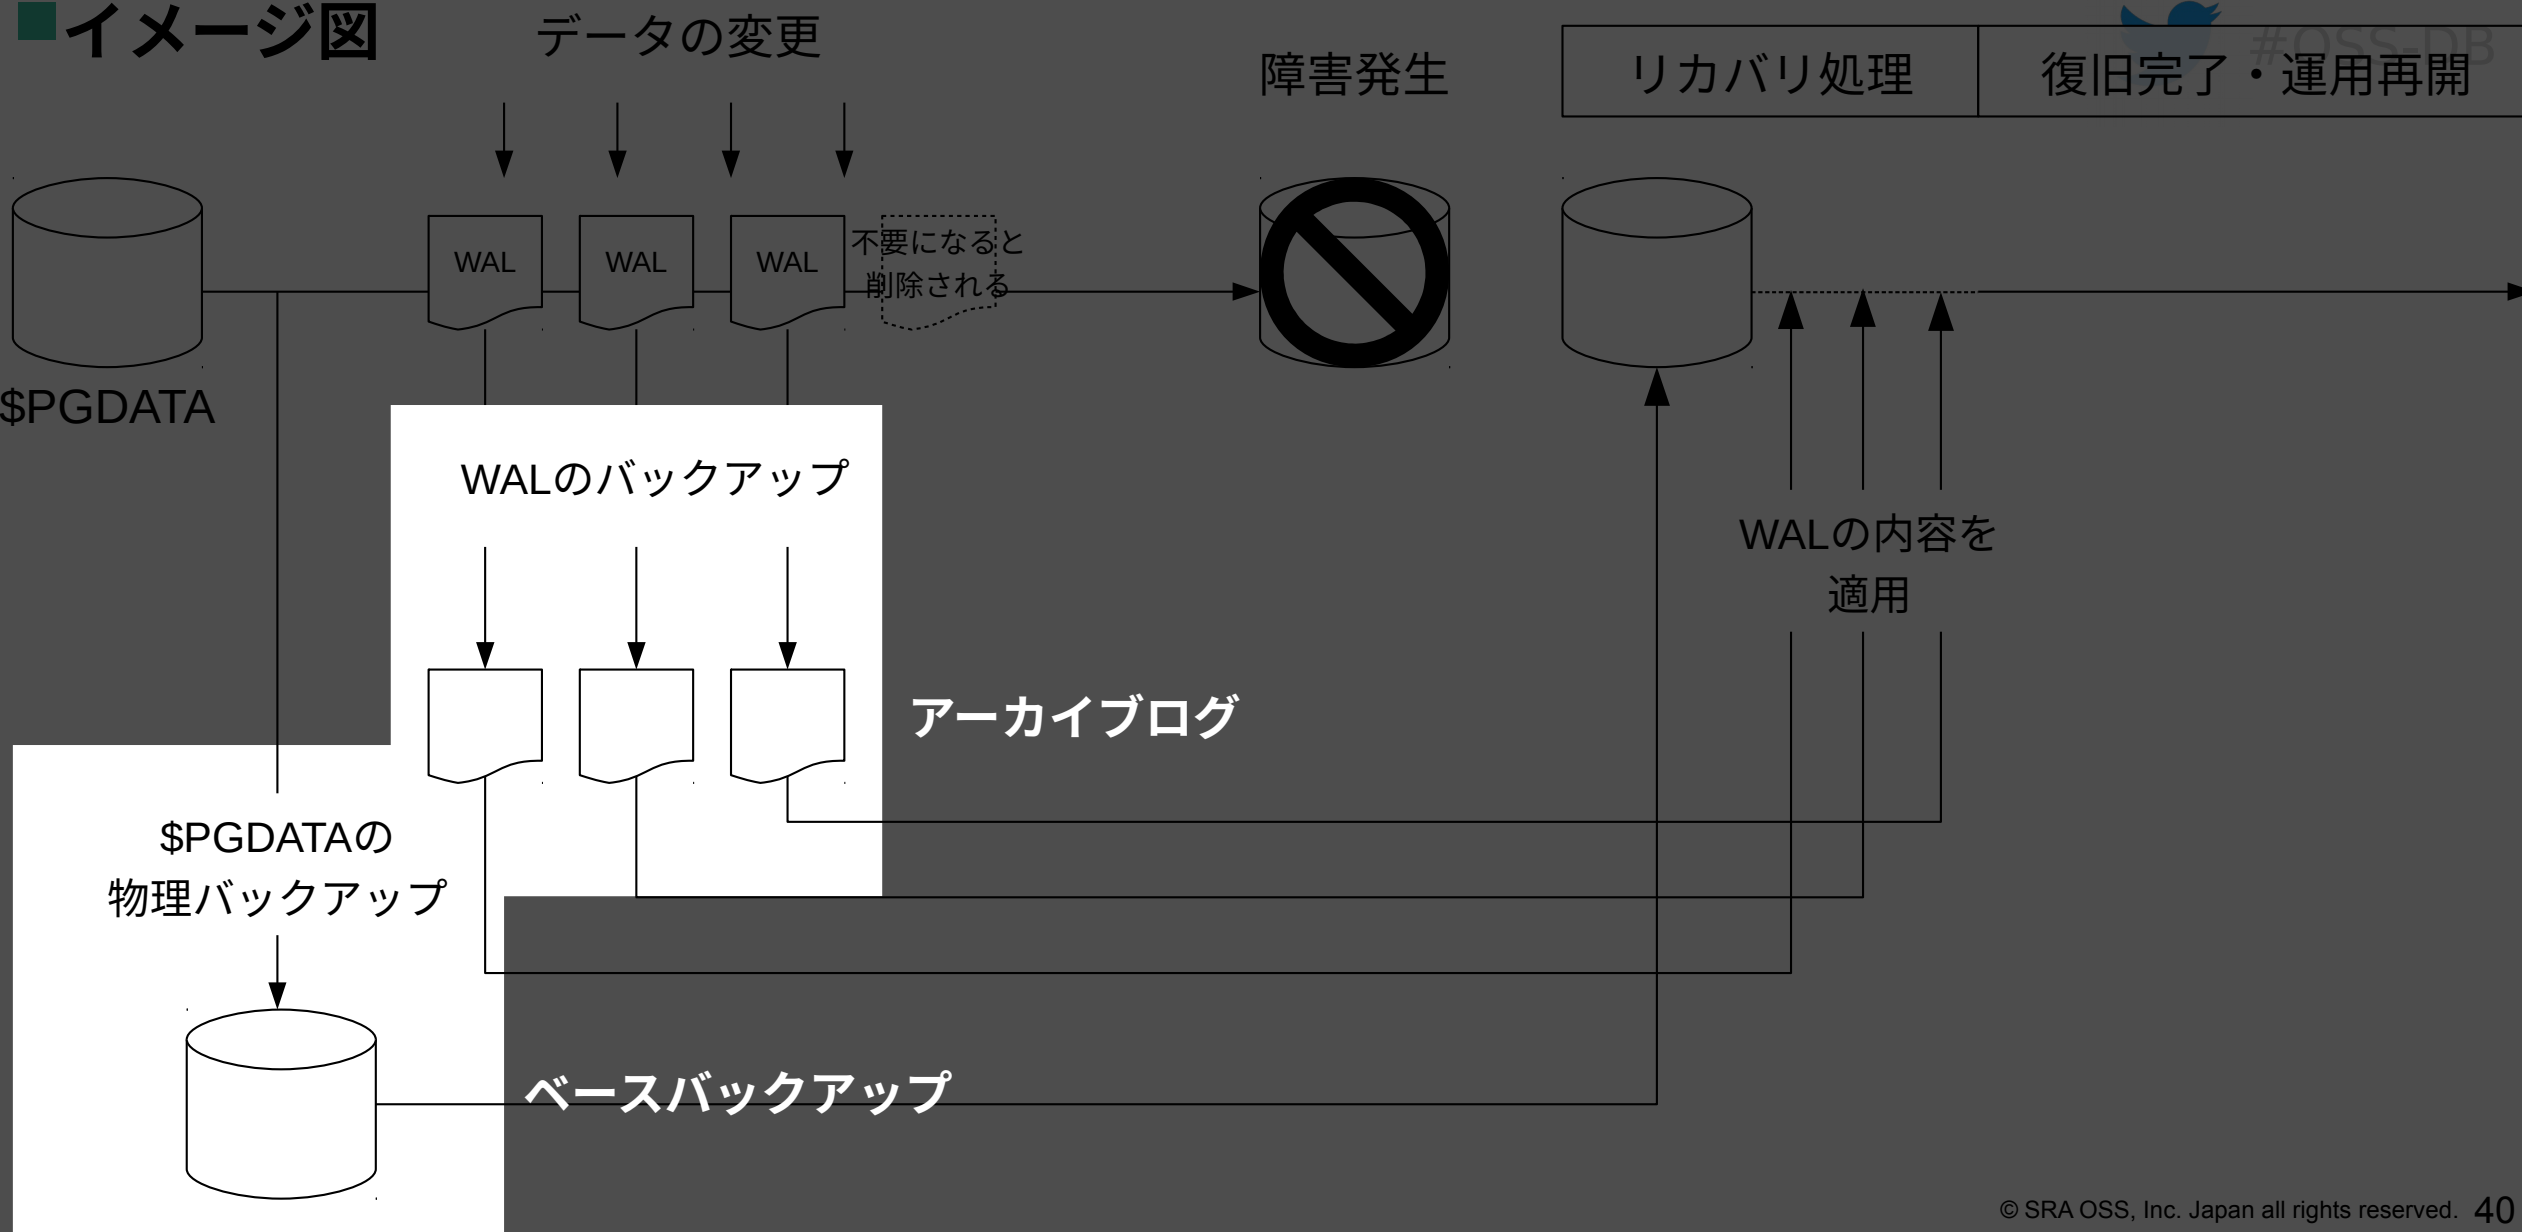 ■イメージ図
データの変更
障害発生
リカバリ処理
復旧完了・運用再開
#OSS-DB
WAL
WAL
WAL
不要になると
削除される
$PGDATA
WALのバックアップ
WALの内容を
適用
アーカイブログ
$PGDATAの
物理バックアップ
ベースバックアップ
© SRA OSS, Inc. Japan all rights reserved. 40